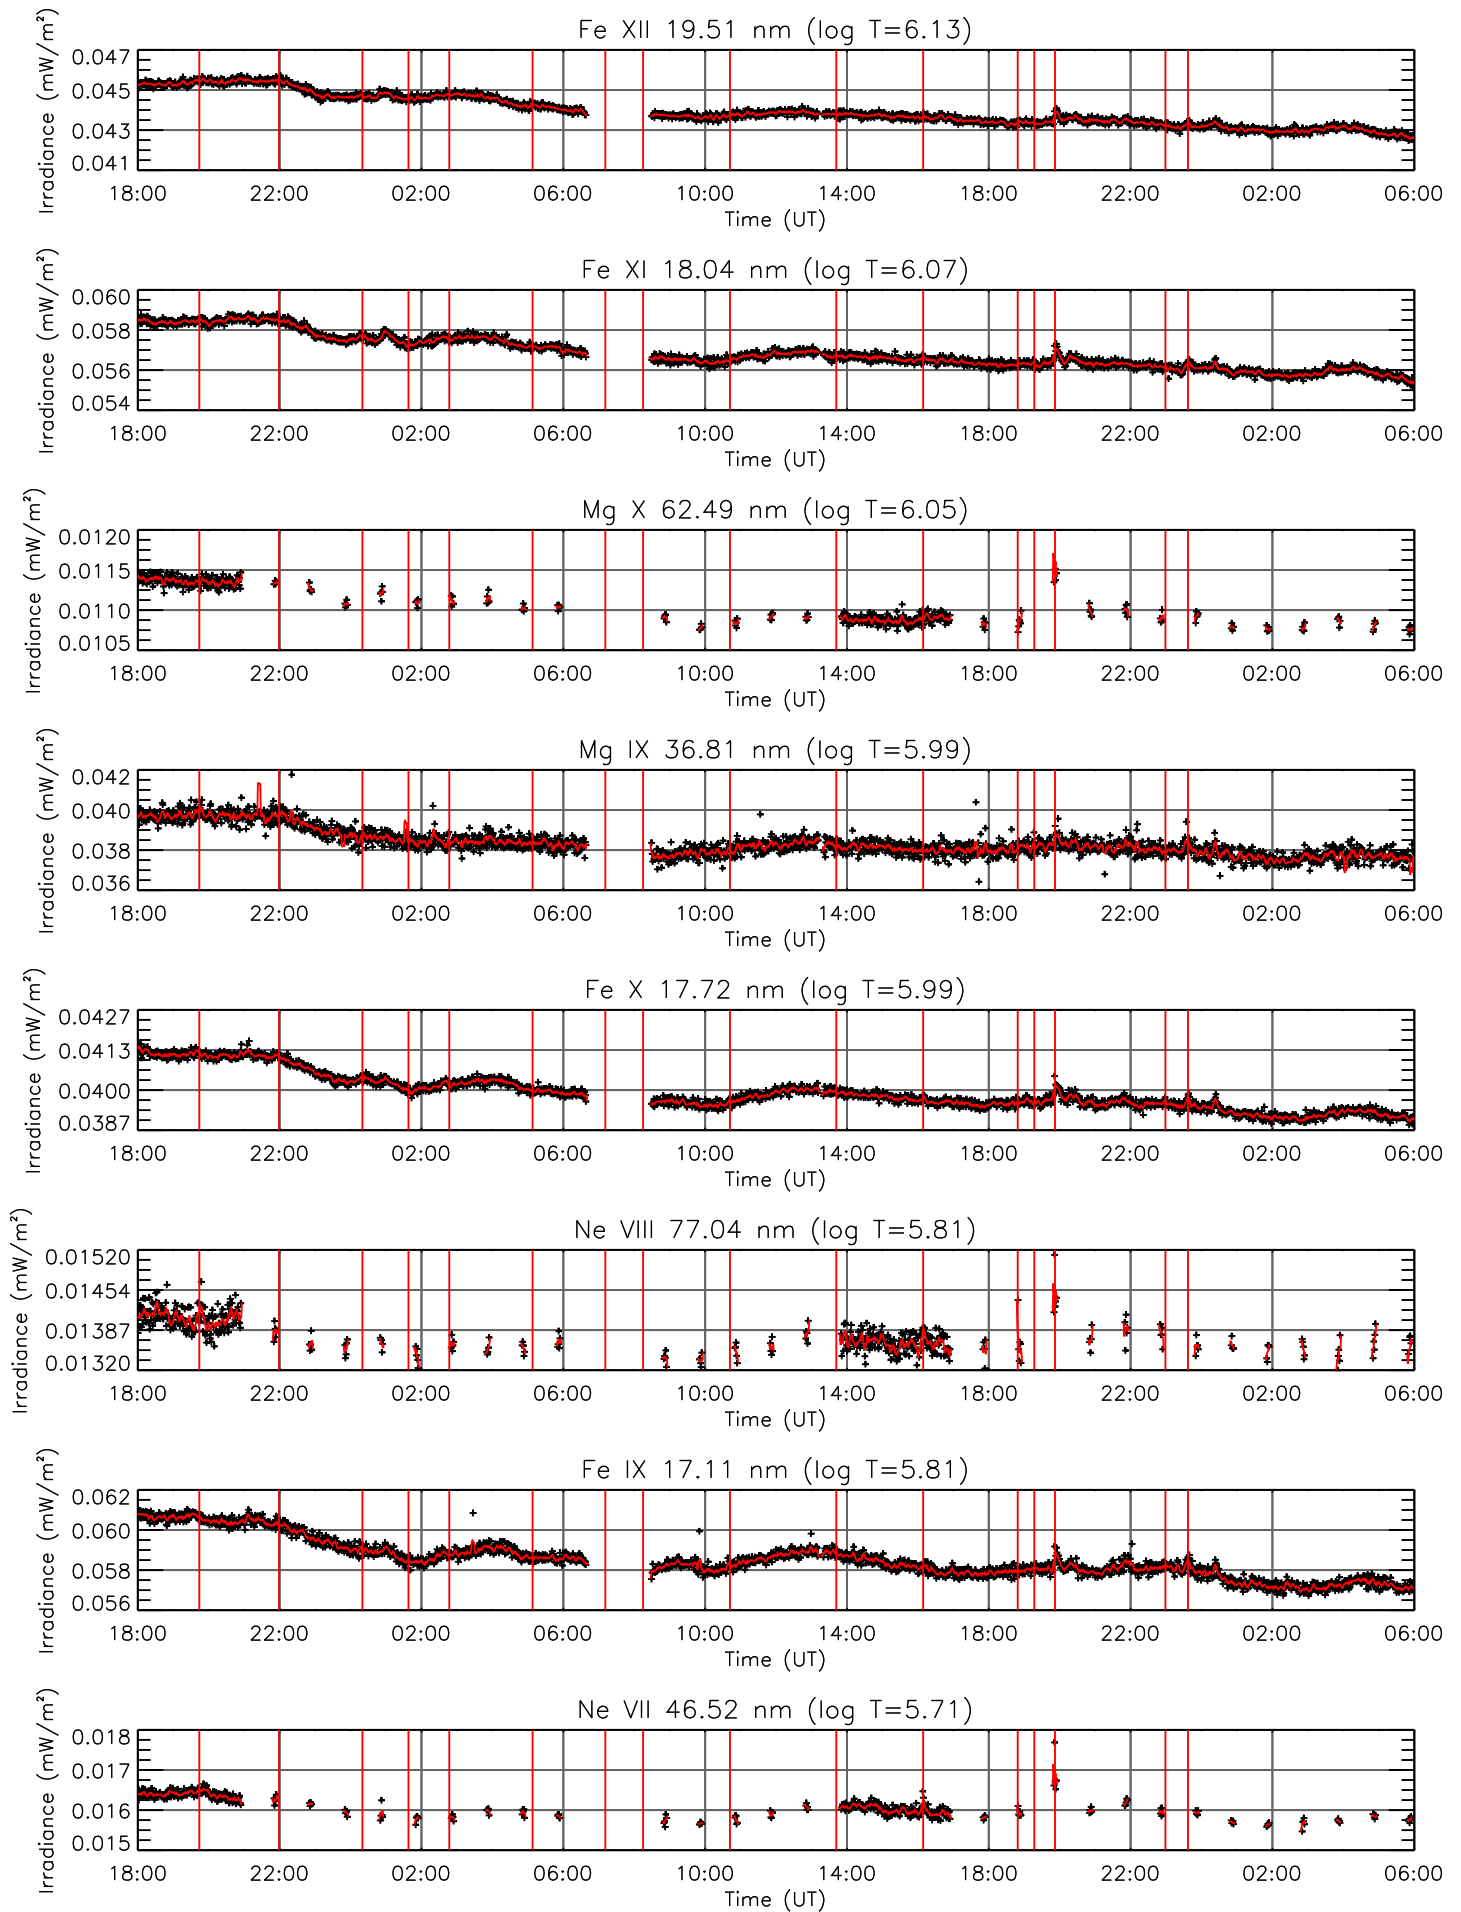 Fe XII 19.51 nm (log T=6.13)
Irradiance (mW/m²)
0.047
0.045
0.043
0.041
18:00 22:00 02:00 06:00 10:00 14:00 18:00 22:00 02:00 06:00
Time (UT)
Fe XI 18.04 nm (log T=6.07)
Irradiance (mW/m²)
0.060
0.058
0.056
0.054
18:00 22:00 02:00 06:00 10:00 14:00 18:00 22:00 02:00 06:00
Time (UT)
Mg X 62.49 nm (log T=6.05)
Irradiance (mW/m²)
0.0120
0.0115
0.0110
0.0105
18:00 22:00 02:00 06:00 10:00 14:00 18:00 22:00 02:00 06:00
Time (UT)
Mg IX 36.81 nm (log T=5.99)
Irradiance (mW/m²)
0.042
0.040
0.038
0.036
18:00 22:00 02:00 06:00 10:00 14:00 18:00 22:00 02:00 06:00
Time (UT)
Fe X 17.72 nm (log T=5.99)
Irradiance (mW/m²)
0.0427
0.0413
0.0400
0.0387
18:00 22:00 02:00 06:00 10:00 14:00 18:00 22:00 02:00 06:00
Time (UT)
Ne VIII 77.04 nm (log T=5.81)
Irradiance (mW/m²)
0.01520
0.01454
0.01387
0.01320
18:00 22:00 02:00 06:00 10:00 14:00 18:00 22:00 02:00 06:00
Time (UT)
Fe IX 17.11 nm (log T=5.81)
Irradiance (mW/m²)
0.062
0.060
0.058
0.056
18:00 22:00 02:00 06:00 10:00 14:00 18:00 22:00 02:00 06:00
Time (UT)
Ne VII 46.52 nm (log T=5.71)
Irradiance (mW/m²)
0.018
0.017
0.016
0.015
18:00 22:00 02:00 06:00 10:00 14:00 18:00 22:00 02:00 06:00
Time (UT)